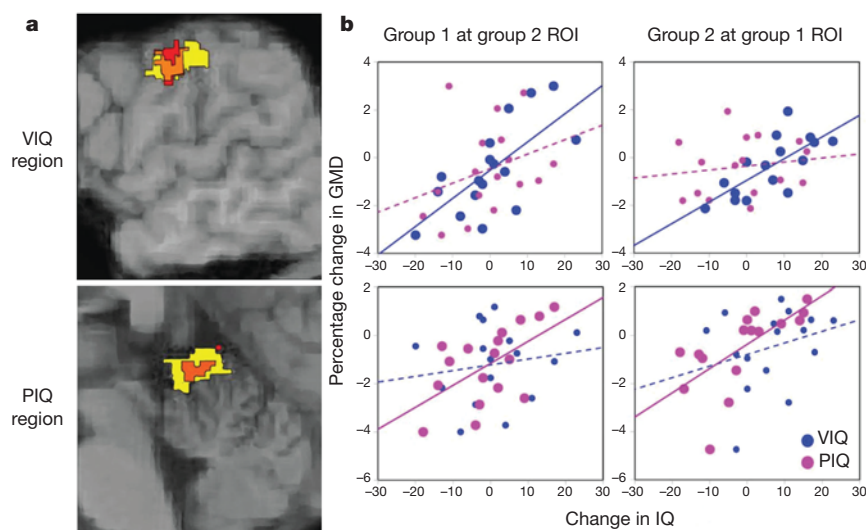 a
VIQ
region
PIQ
region
b
Group 1 at group 2 ROI
Group 2 at group 1 ROI
Percentage change in GMD
4
2
0
−2
−4
−30 −20 −10 0 10 20 30
4
2
0
−2
−4
−30 −20 −10 0 10 20 30
2
0
−2
−4
−6
−30 −20 −10 0 10 20 30
2
0
−2
−4
−6
−30 −20 −10 0 10 20 30
VIQ
PIQ
Change in IQ